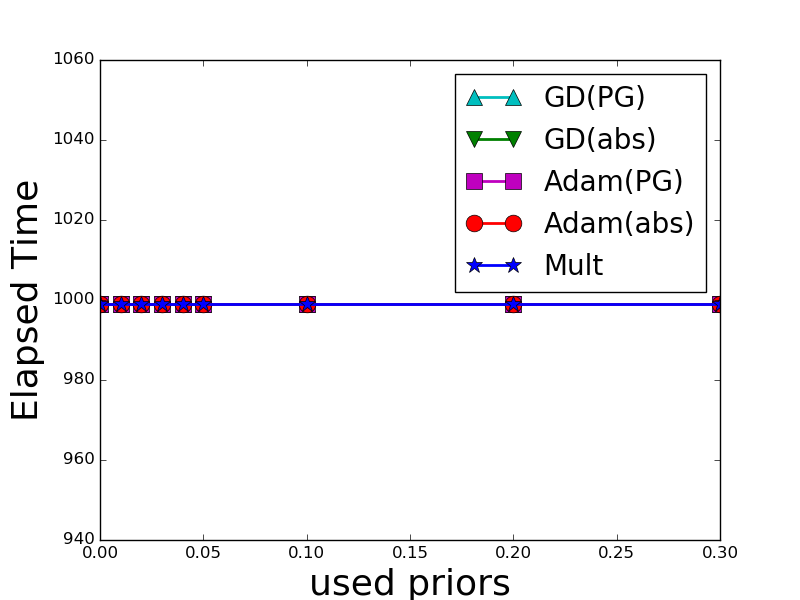 1060
1040
1020
1000
980
960
940
Elapsed Time
GD(PG)
GD(abs)
Adam(PG)
Adam(abs)
Mult
0.00 0.05 0.10 0.15 0.20 0.25 0.30
used priors